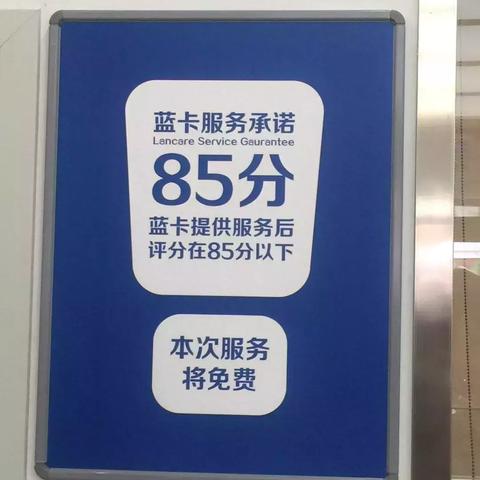 蓝卡服务承诺
Lancare Service Gaurantee
85分
蓝卡提供服务后
评分在85分以下
本次服务
将免费